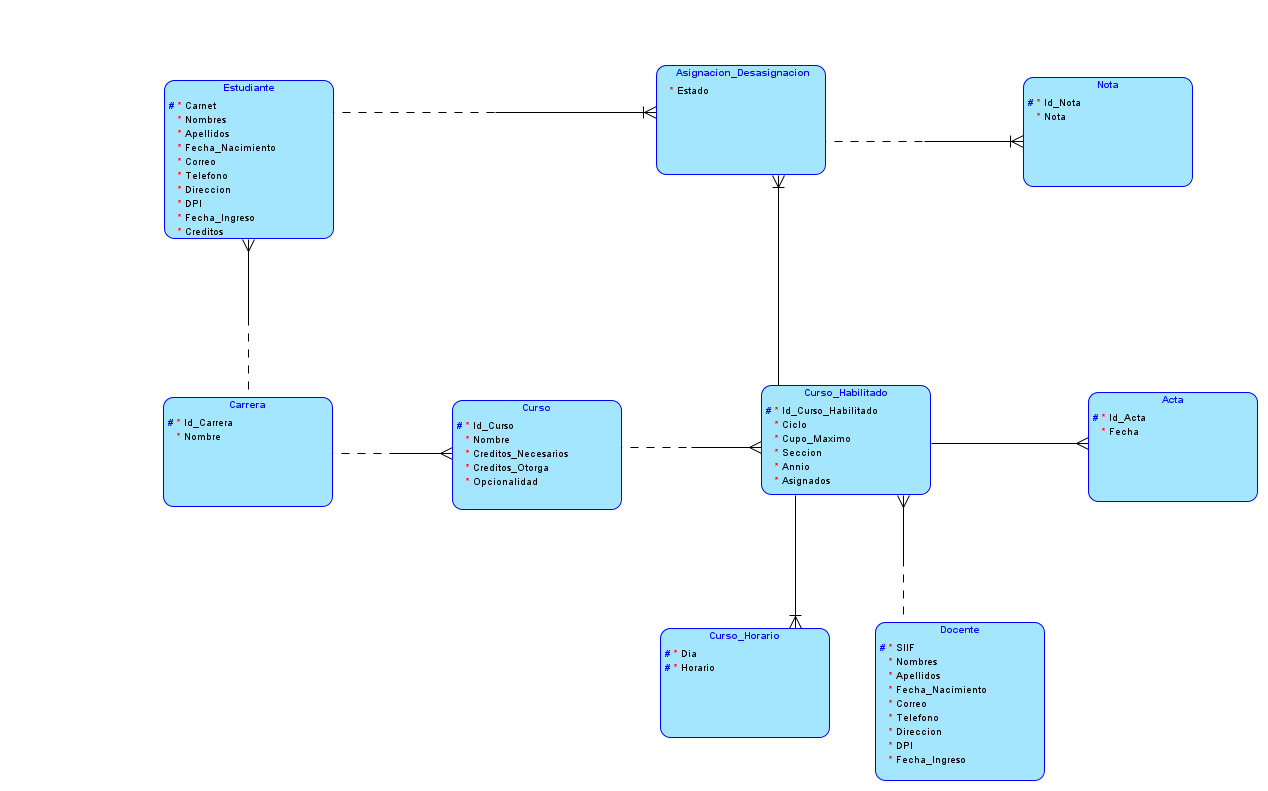 Estudiante
# * Carnet
* Nombres
* Apellidos
* Fecha_Nacimiento
* Correo
* Telefono
* Direccion
* DPI
* Fecha_Ingreso
* Creditos
Asignacion_Desasignacion
* Estado
Nota
# * Id_Nota
* Nota
Carrera
# * Id_Carrera
* Nombre
Curso
# * Id_Curso
* Nombre
* Creditos_Necesarios
* Creditos_Otorga
* Opcionalidad
Curso_Habilitado
# * Id_Curso_Habilitado
* Ciclo
* Cupo_Maximo
* Seccion
* Annio
* Asignados
Acta
# * Id_Acta
* Fecha
Curso_Horario
# * Dia
# * Horario
Docente
# * SIIF
* Nombres
* Apellidos
* Fecha_Nacimiento
* Correo
* Telefono
* Direccion
* DPI
* Fecha_Ingreso